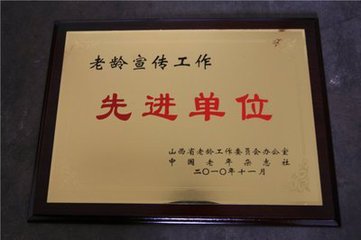 老龄宣传工作
先进单位
山西省老龄工作委员会办公室
中国老年杂志社
二〇一〇年十一月